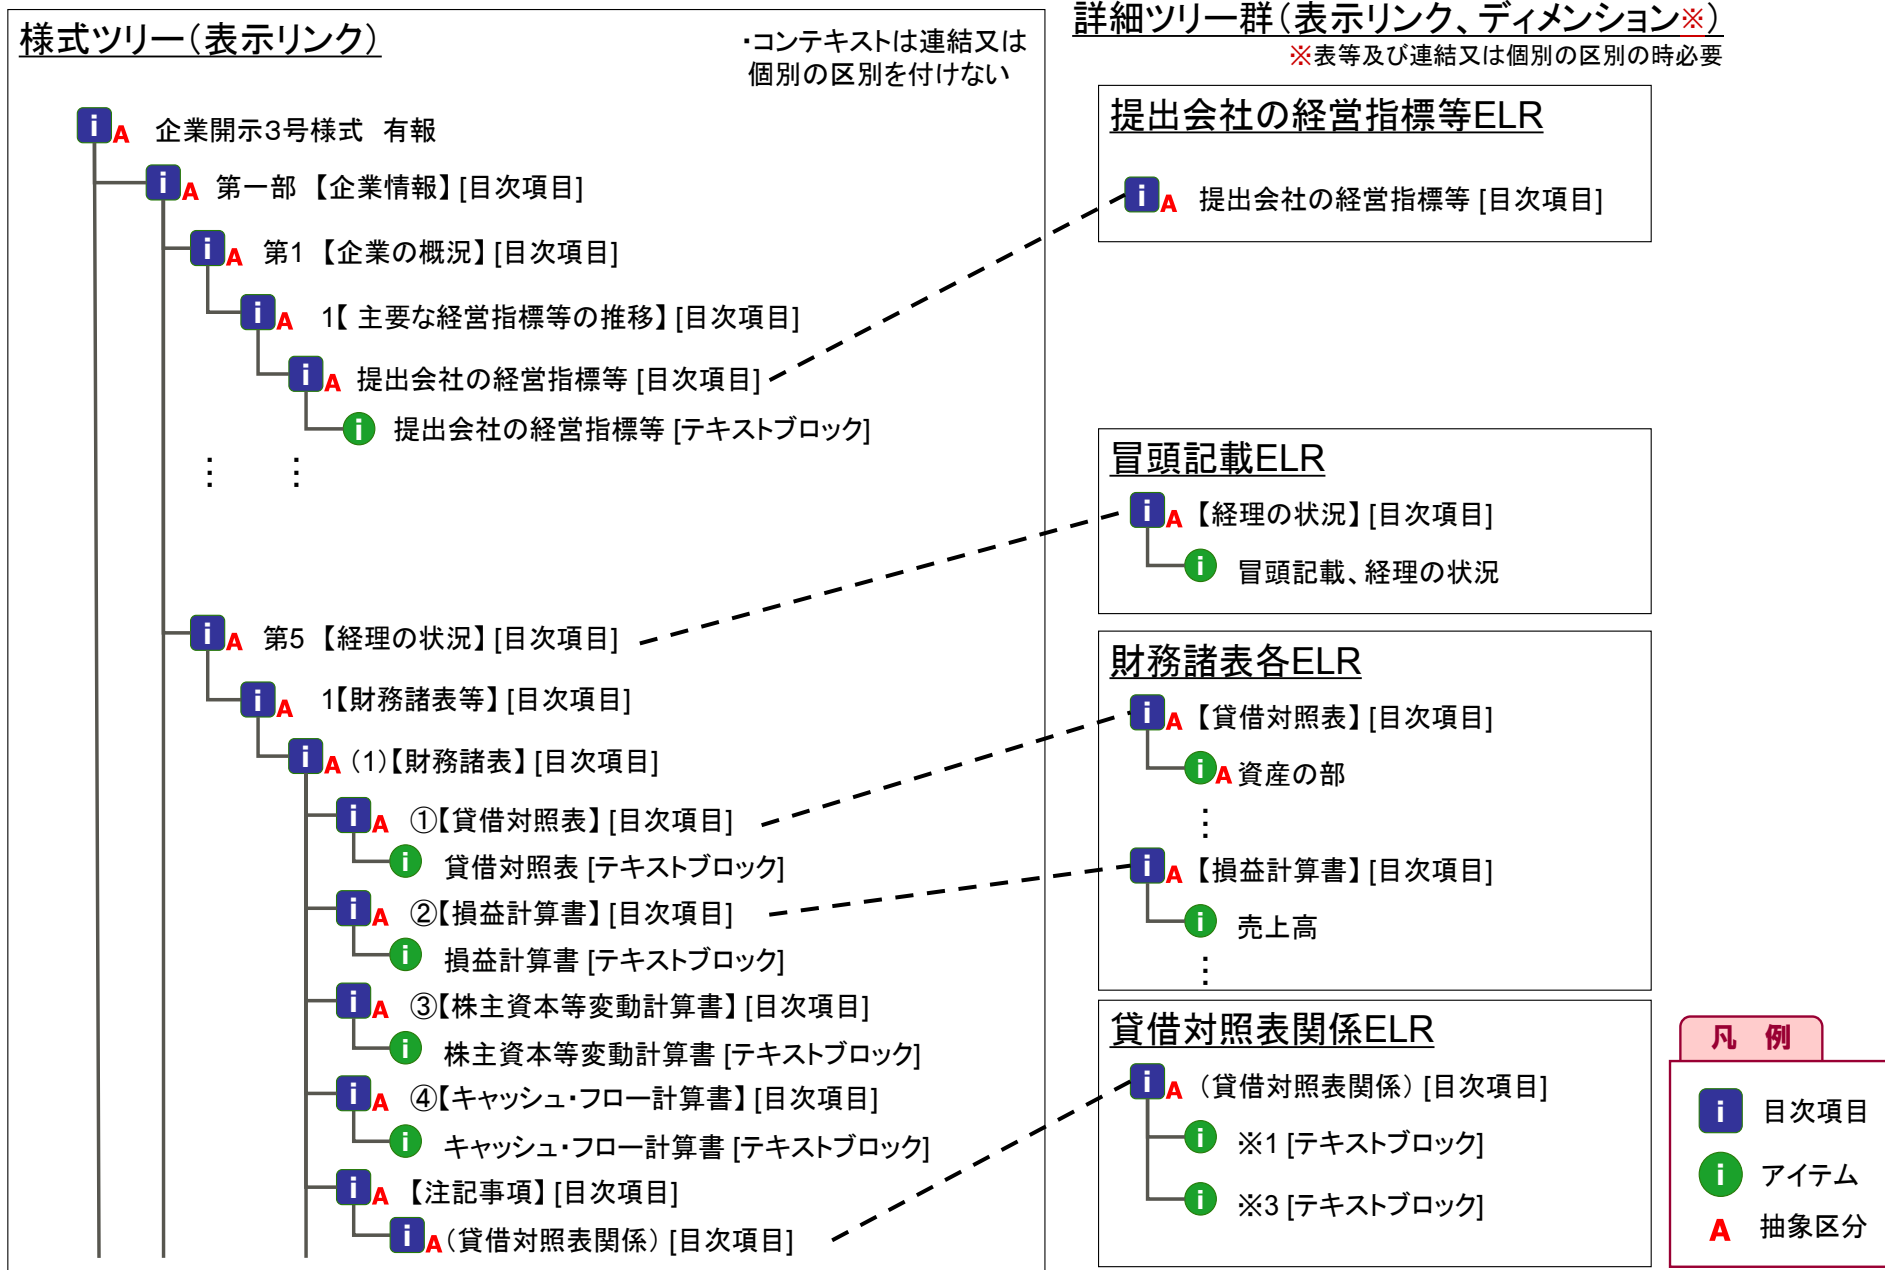 様式ツリー(表示リンク)
・コンテキストは連結又は
個別の区別を付けない
i A 企業開示3号様式 有報
i A 第一部 【企業情報】 [目次項目]
i A 第1 【企業の概況】 [目次項目]
i A 1【 主要な経営指標等の推移】 [目次項目]
i A 提出会社の経営指標等 [目次項目]
i 提出会社の経営指標等 [テキストブロック]
⋮ ⋮
i A 第5 【経理の状況】 [目次項目]
i A 1【財務諸表等】 [目次項目]
i A (1)【財務諸表】 [目次項目]
i A ①【貸借対照表】 [目次項目]
i 貸借対照表 [テキストブロック]
i A ②【損益計算書】 [目次項目]
i 損益計算書 [テキストブロック]
i A ③【株主資本等変動計算書】 [目次項目]
i 株主資本等変動計算書 [テキストブロック]
i A ④【キャッシュ・フロー計算書】 [目次項目]
i キャッシュ・フロー計算書 [テキストブロック]
i A 【注記事項】 [目次項目]
i A (貸借対照表関係) [目次項目]
詳細ツリー群(表示リンク、ディメンション※)
※表等及び連結又は個別の区別の時必要
提出会社の経営指標等ELR
i A 提出会社の経営指標等 [目次項目]
冒頭記載ELR
i A 【経理の状況】 [目次項目]
i 冒頭記載、経理の状況
財務諸表各ELR
i A 【貸借対照表】 [目次項目]
i A 資産の部
⋮
i A 【損益計算書】 [目次項目]
i 売上高
⋮
貸借対照表関係ELR
i A (貸借対照表関係) [目次項目]
i ※1 [テキストブロック]
i ※3 [テキストブロック]
凡 例
i 目次項目
i アイテム
A 抽象区分